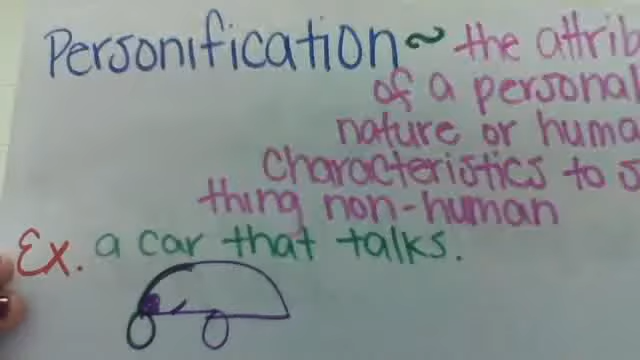 Personification ~ the attrib
of a personal
nature or huma
characteristics to s
thing non-human
Ex. a car that talks.